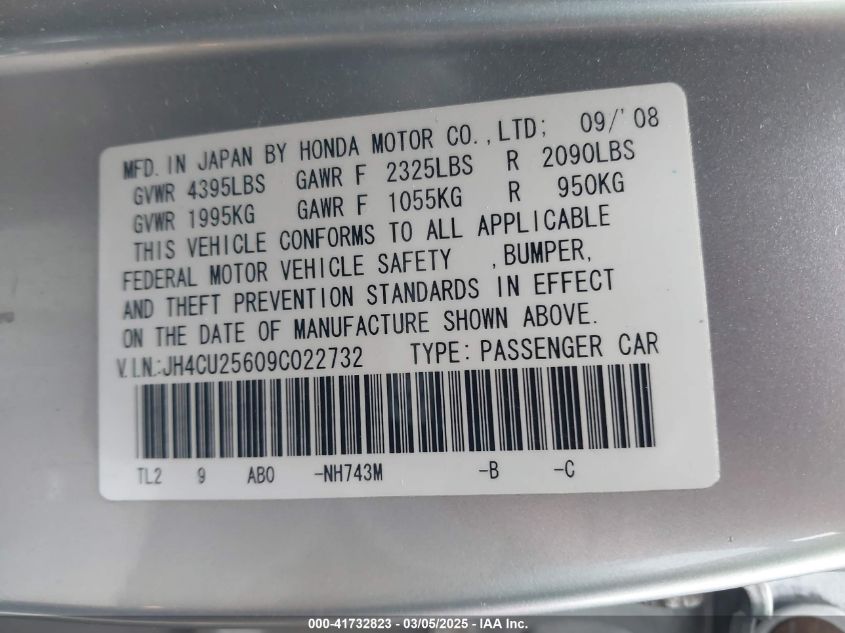 MFD. IN JAPAN BY HONDA MOTOR CO.,LTD; 09/'08
GVWR 4395LBS GAWR F 2325LBS R 2090LBS
GVWR 1995KG GAWR F 1055KG R 950KG
THIS VEHICLE CONFORMS TO ALL APPLICABLE
FEDERAL MOTOR VEHICLE SAFETY ,BUMPER,
AND THEFT PREVENTION STANDARDS IN EFFECT
ON THE DATE OF MANUFACTURE SHOWN ABOVE.
V.I.N.:JH4CU25609C022732 TYPE:PASSENGER CAR
TL2 9 AB0 -NH743M -B -C
000-41732823 - 03/05/2025 - IAAI Inc.